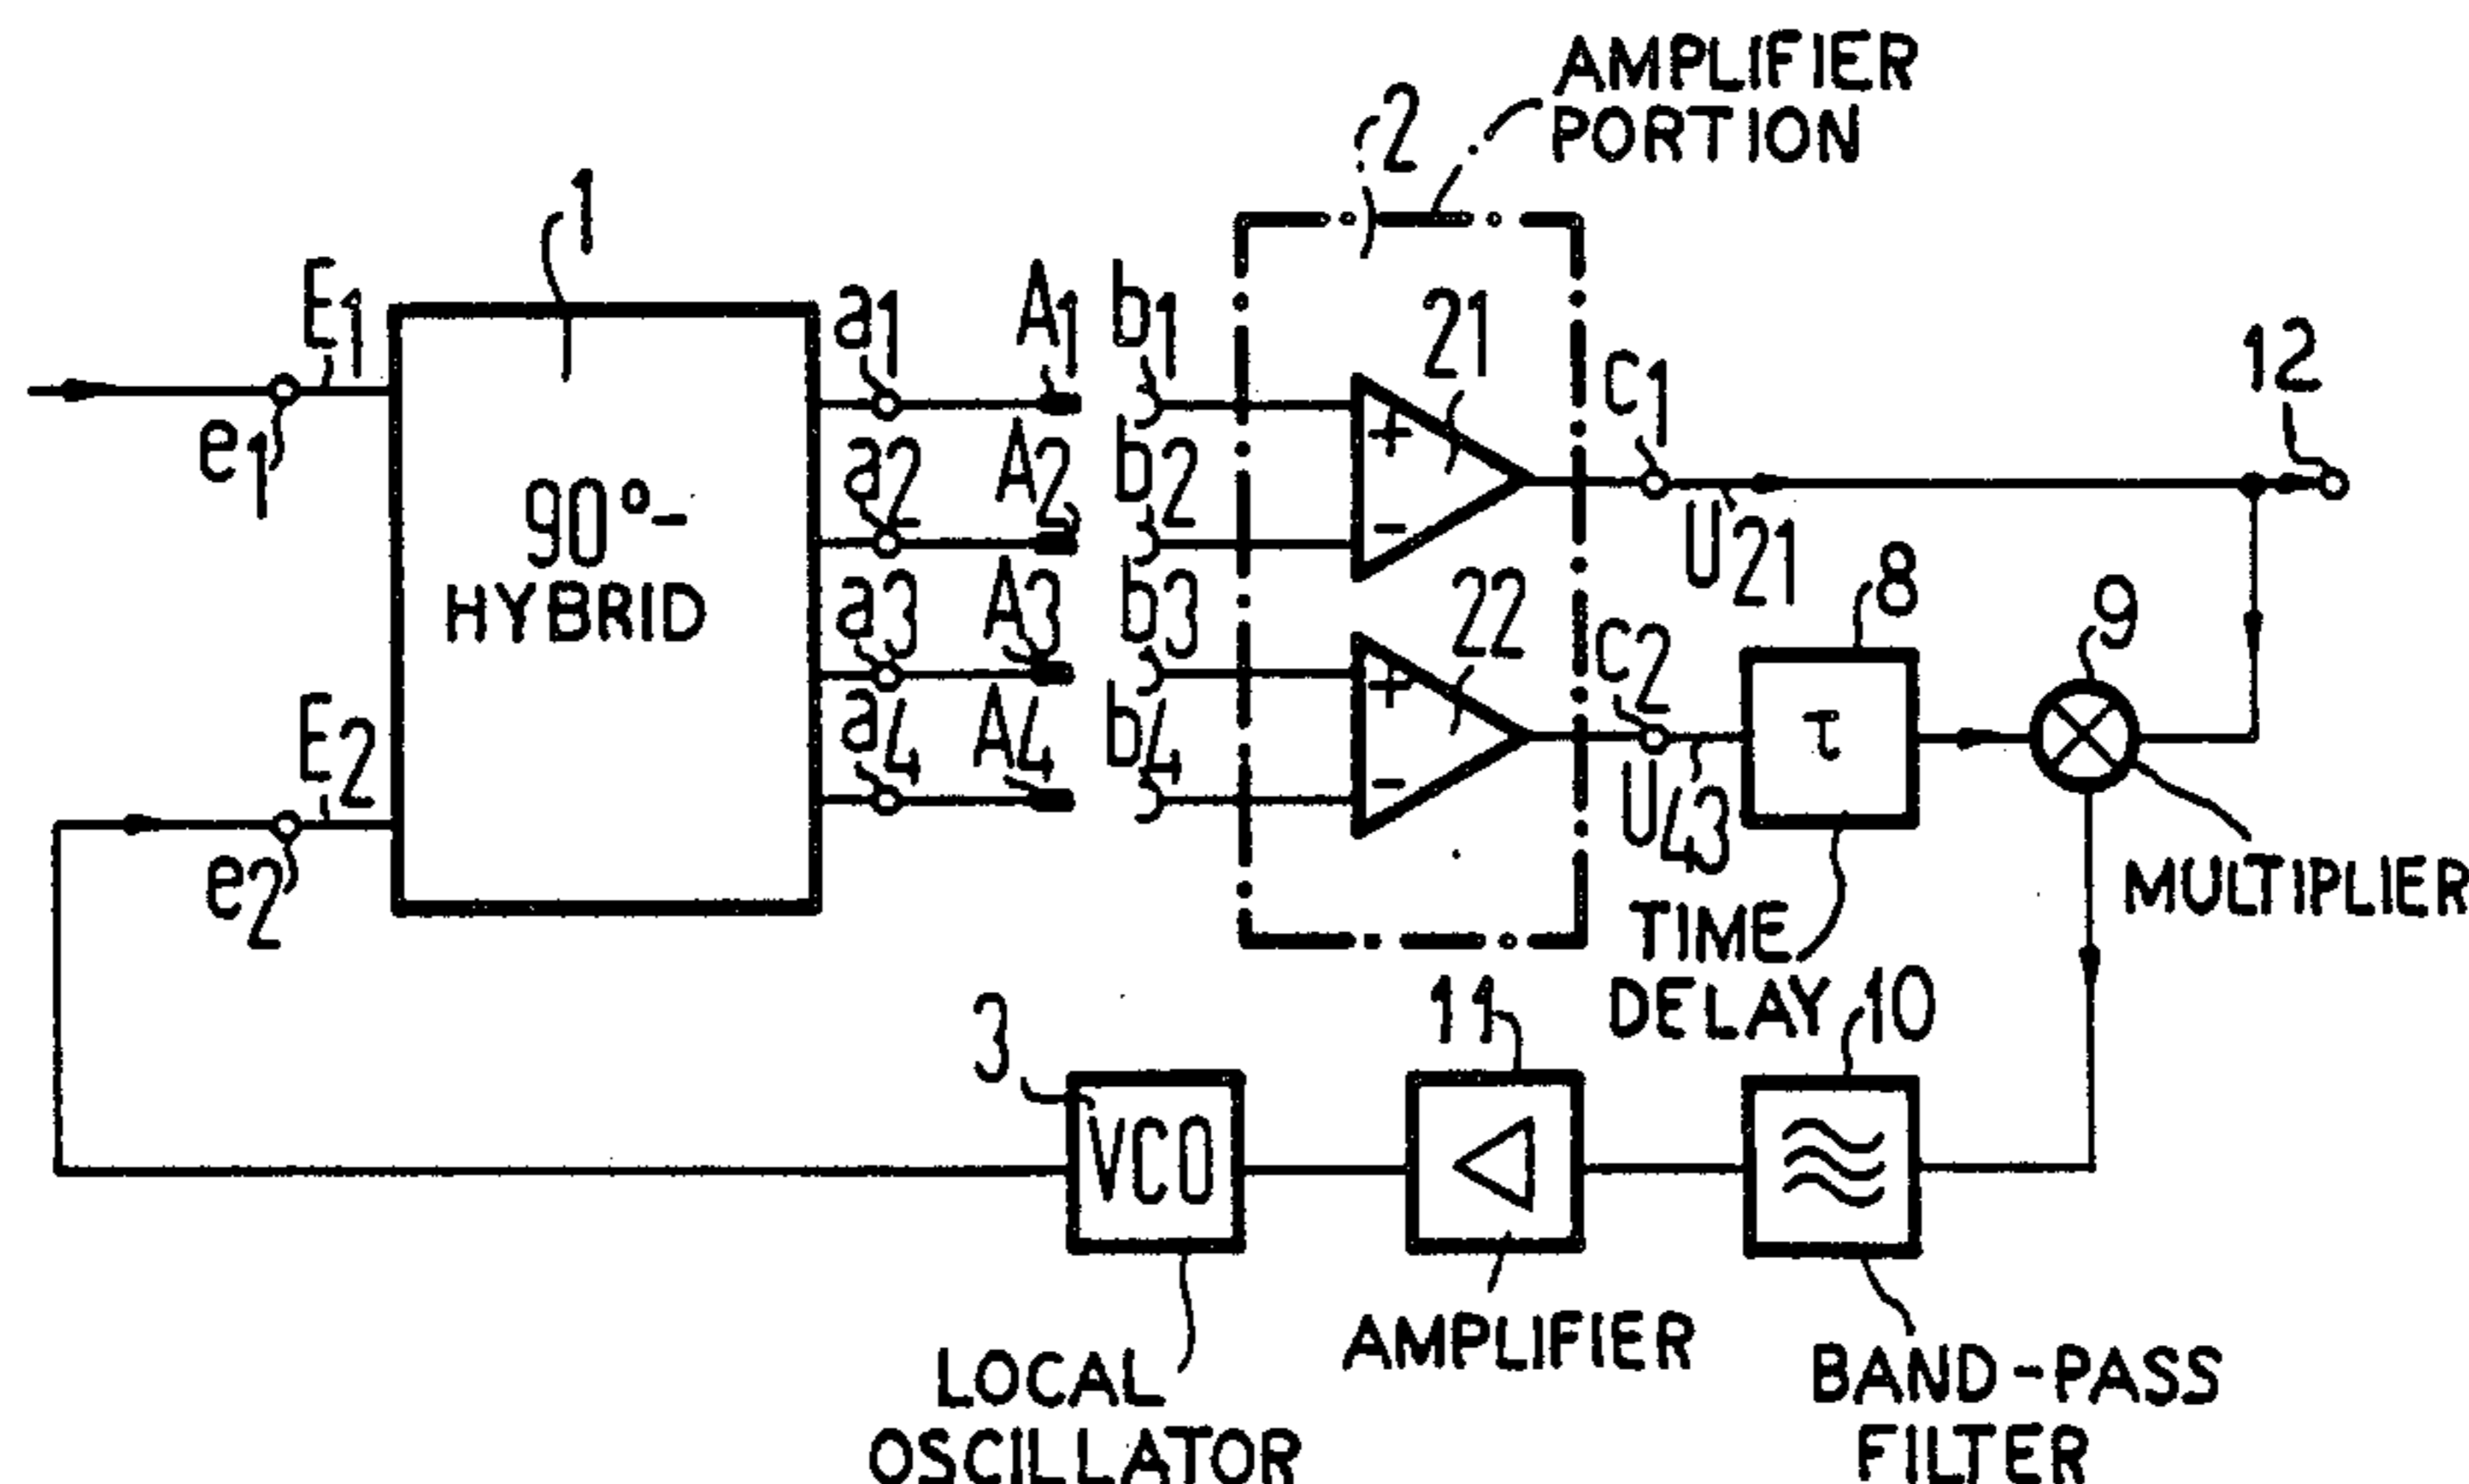 AMPLIFIER
PORTION
2
1
E1
e1
a1
A1
b1
21
C1
12
90°-
HYBRID
a2
A2
b2
U21
8
a3
A3
b3
22
C2
τ
9
E2
e2
a4
A4
b4
U43
+
-
+
-
MULTIPLIER
TIME
DELAY
3
11
10
VCO
LOCAL
OSCILLATOR
AMPLIFIER
BAND-PASS
FILTER